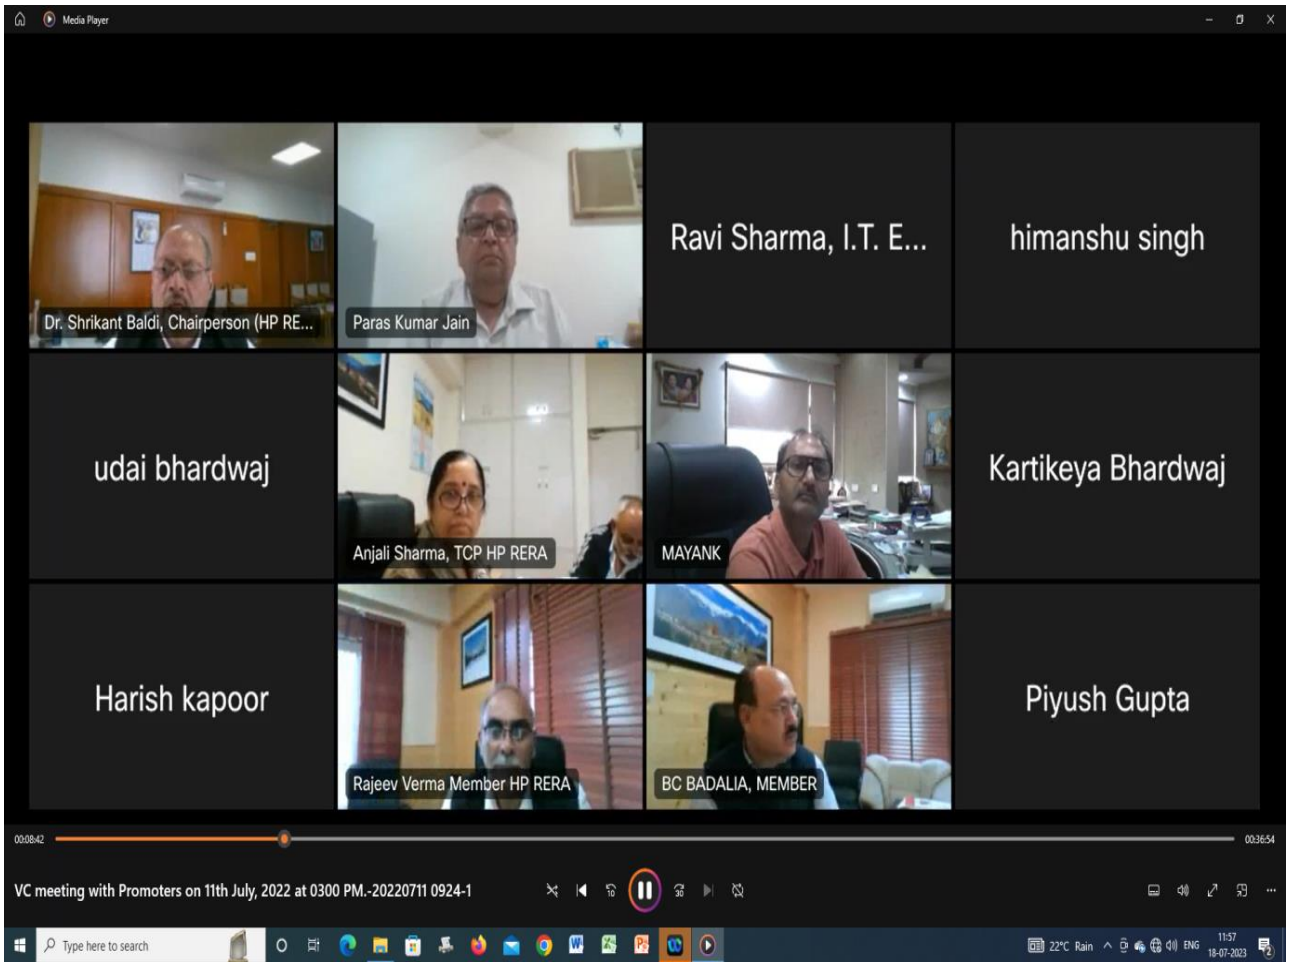 Media Player
Dr. Shrikant Baldi, Chairperson (HP RE...
Paras Kumar Jain
Ravi Sharma, I.T. E...
himanshu singh
udai bhardwaj
Anjali Sharma, TCP HP RERA
MAYANK
Kartikeya Bhardwaj
Harish kapoor
Rajeev Verma Member HP RERA
BC BADALIA, MEMBER
Piyush Gupta
00:08:42
00:36:54
VC meeting with Promoters on 11th July, 2022 at 0300 PM.-20220711 0924-1
10
30
Type here to search
22°C Rain
ENG
11:57
18-07-2023
2